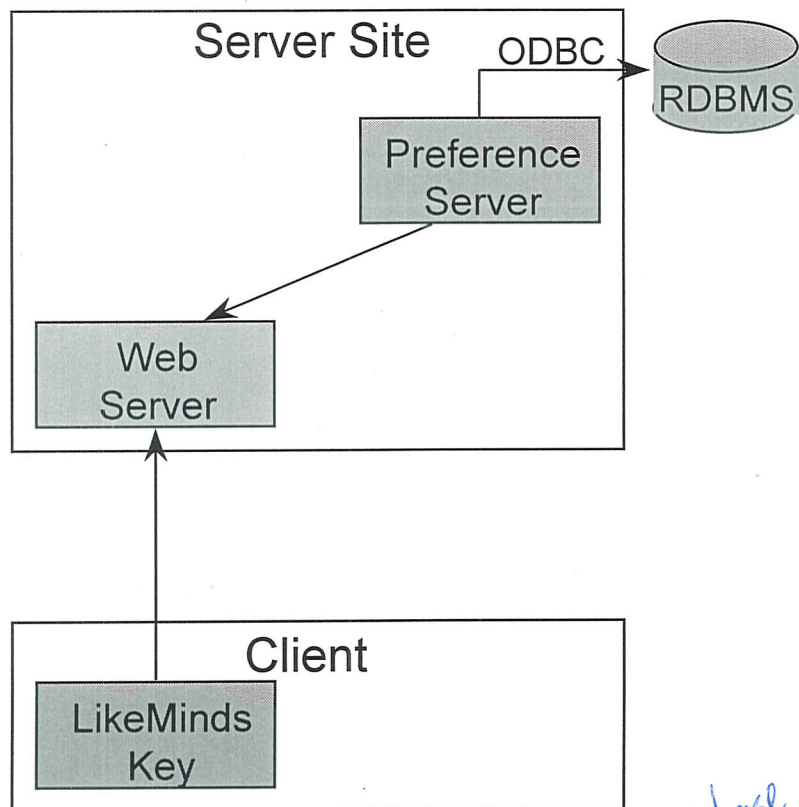 Server Site
ODBC
RDBMS
Preference
Server
Web
Server
Client
LikeMinds
Key